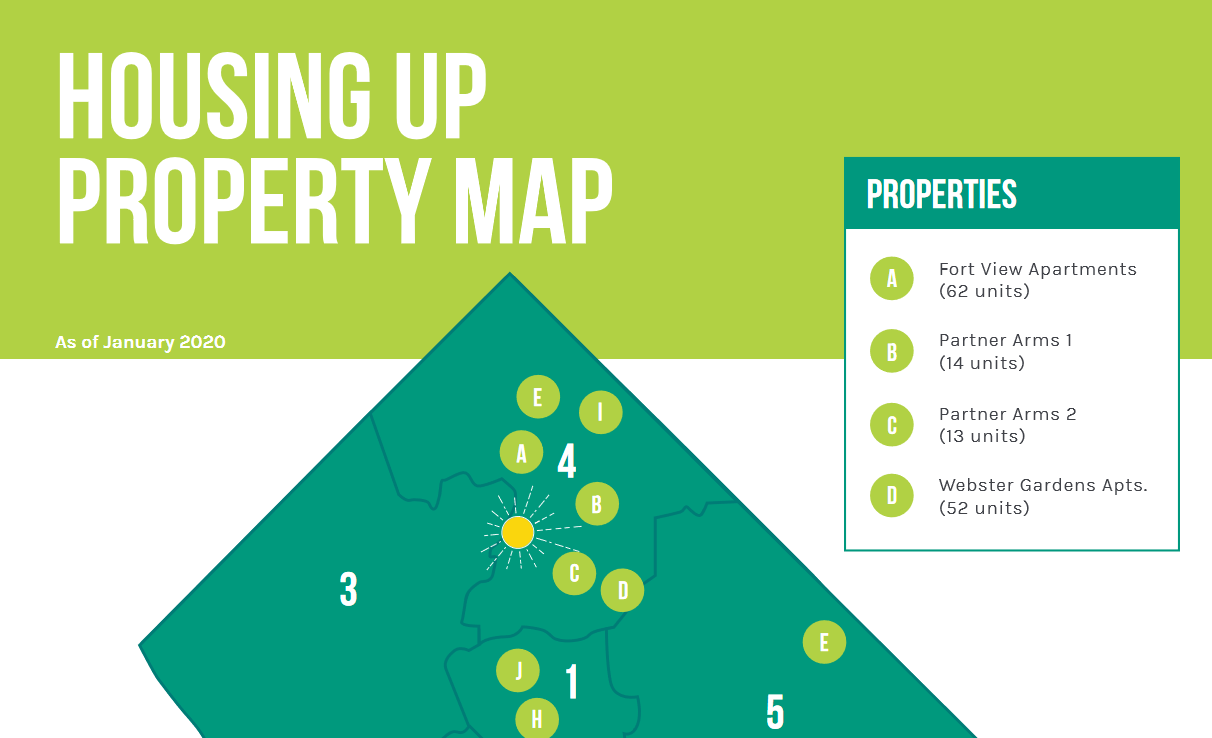 HOUSING UP
PROPERTY MAP
As of January 2020
PROPERTIES
A
Fort View Apartments
(62 units)
B
Partner Arms 1
(14 units)
C
Partner Arms 2
(13 units)
D
Webster Gardens Apts.
(52 units)
E
I
A
4
B
C
D
3
E
J
1
H
5